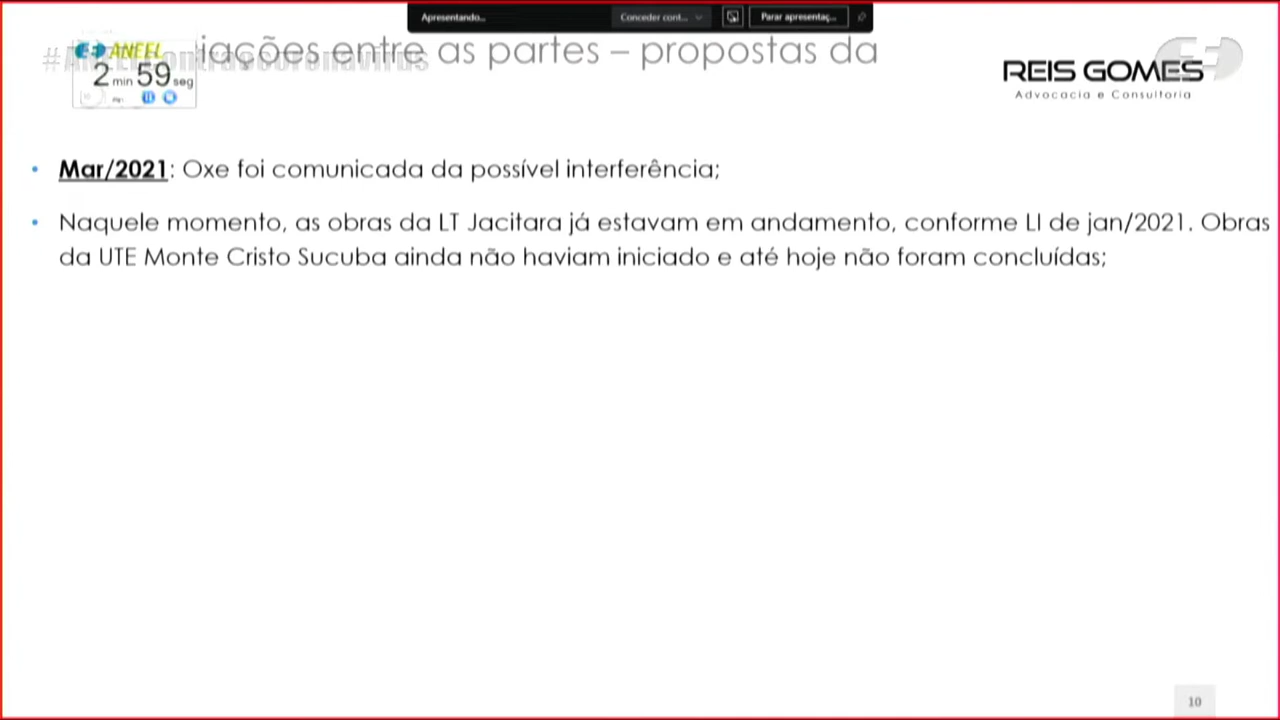 Apresentando...
Conceder cont...
Parar apresentaç...
ANEEL
iações entre as partes – propostas da
2 min 59 seg
REIS GOMES
Advocacia e Consultoria
• Mar/2021: Oxe foi comunicada da possível interferência;
• Naquele momento, as obras da LT Jacitara já estavam em andamento, conforme LI de jan/2021. Obras
da UTE Monte Cristo Sucuba ainda não haviam iniciado e até hoje não foram concluídas;
10